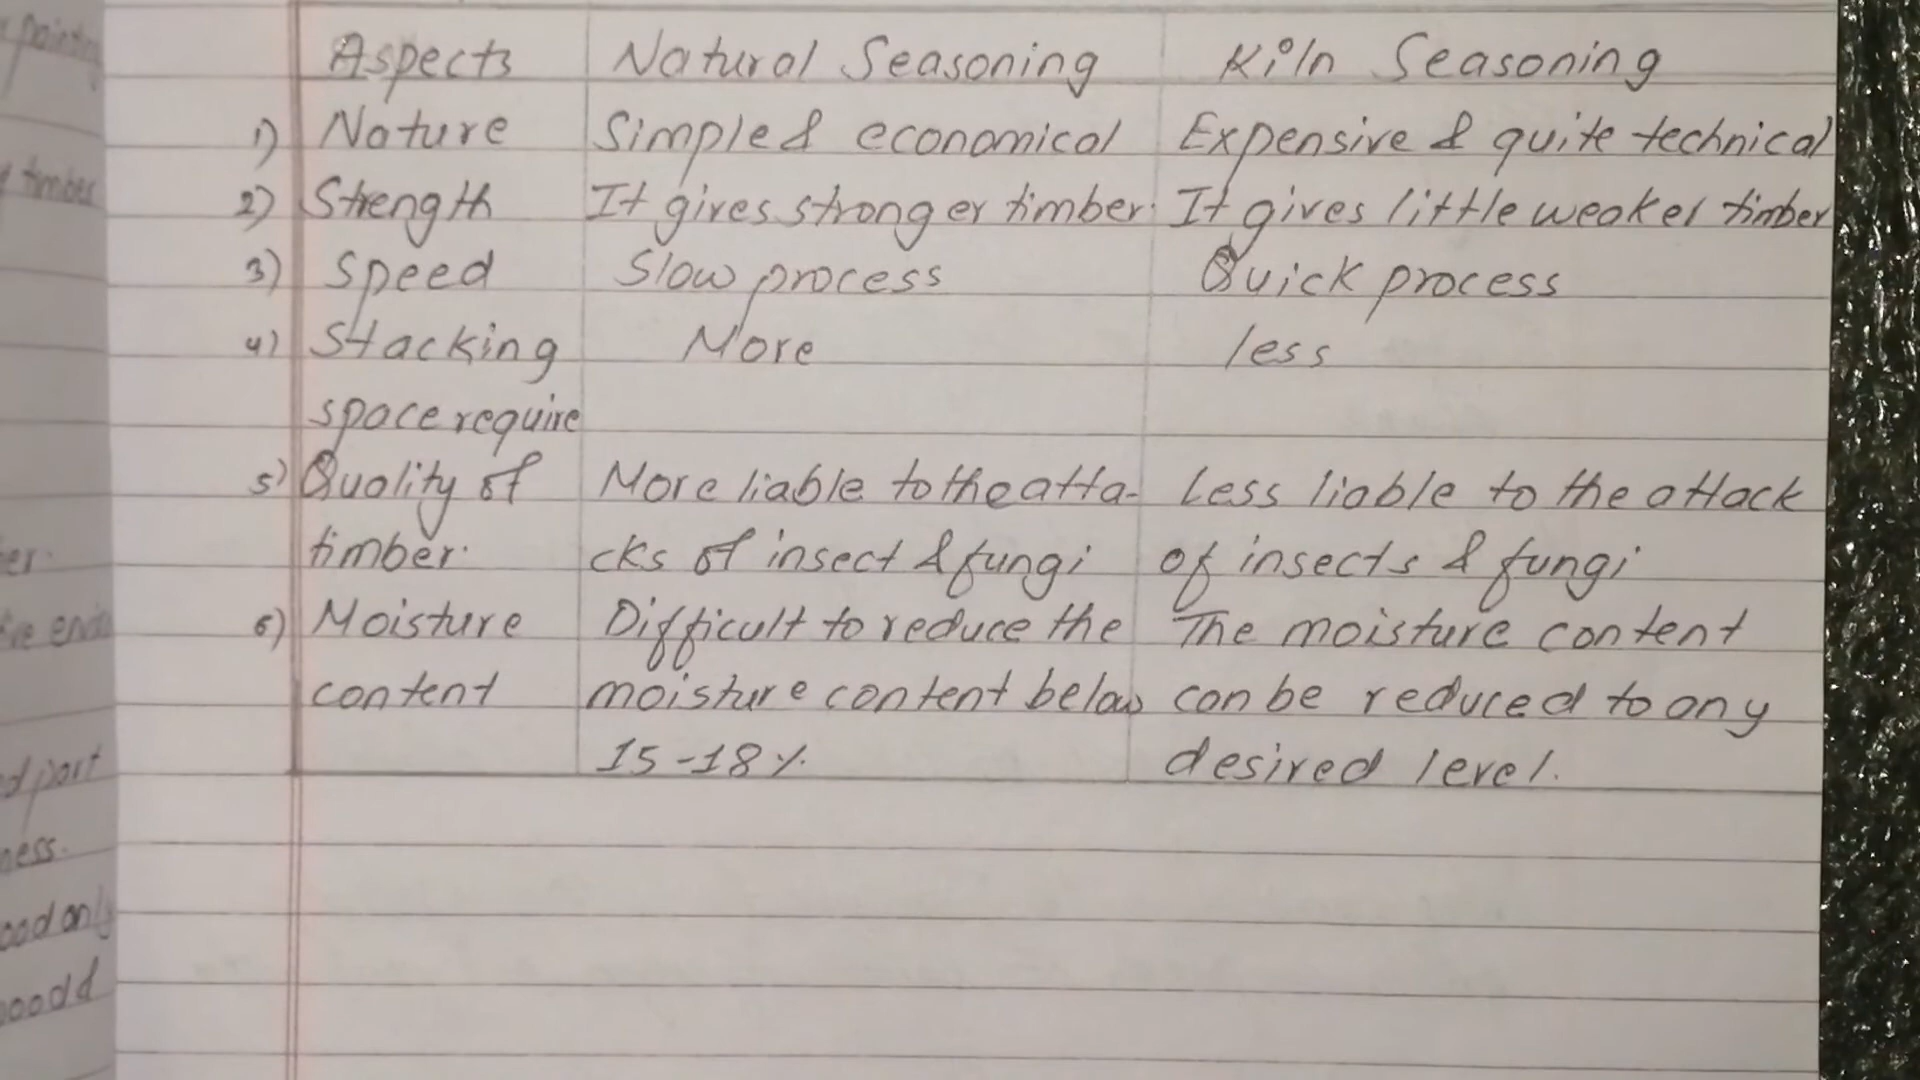 Aspects Natural Seasoning Kiln Seasoning
1) Nature Simple & economical Expensive & quite technical
2) Strength It gives stronger timber. It gives little weaker timber
3) Speed Slow process Quick process
4) Stacking More less
space require
5) Quality of More liable to the atta- Less liable to the attack
timber. cks of insect & fungi of insects & fungi
6) Moisture Difficult to reduce the The moisture content
content moisture content below can be reduced to any
15-18% desired level.
painting
timber
part
only